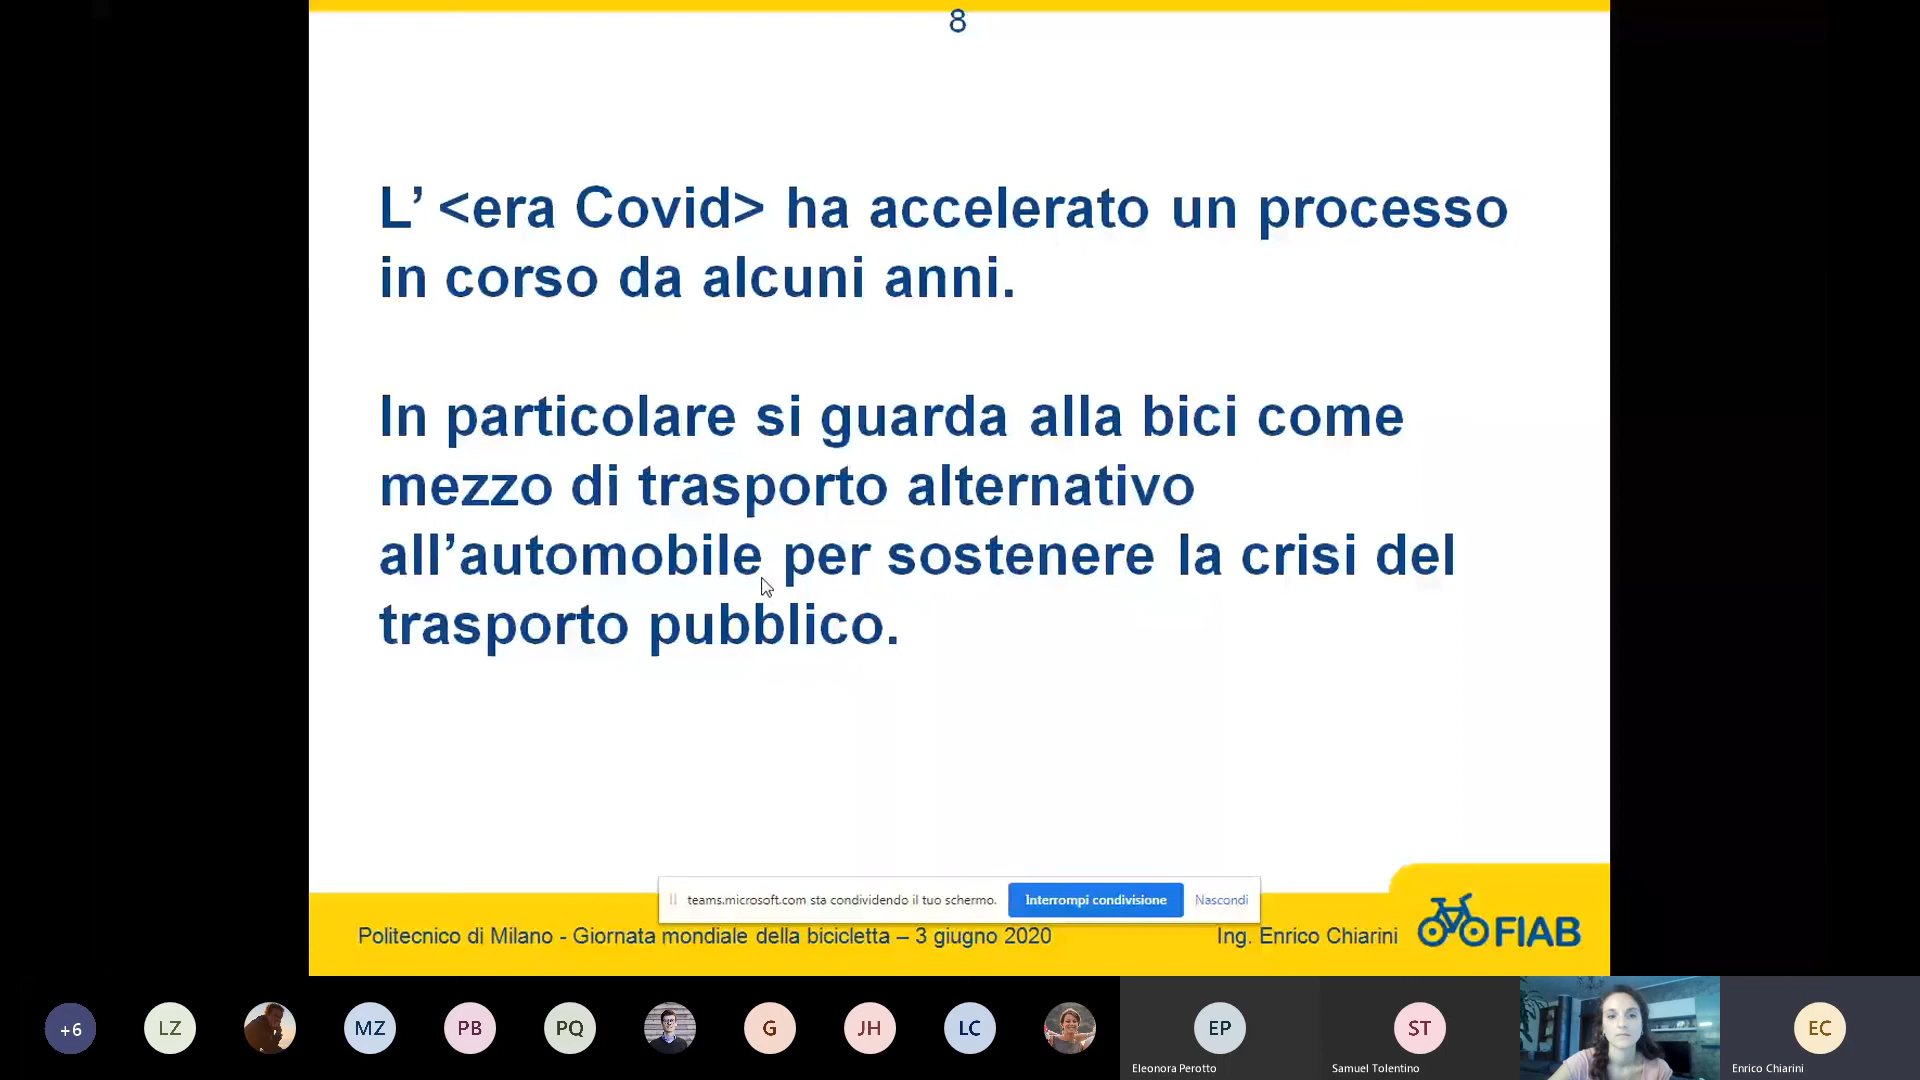 8
L’ <era Covid> ha accelerato un processo
in corso da alcuni anni.
In particolare si guarda alla bici come
mezzo di trasporto alternativo
all’automobile per sostenere la crisi del
trasporto pubblico.
teams.microsoft.com sta condividendo il tuo schermo.
Interrompi condivisione
Nascondi
Politecnico di Milano - Giornata mondiale della bicicletta – 3 giugno 2020
Ing. Enrico Chiarini
FIAB
+6
LZ
MZ
PB
PQ
G
JH
LC
EP
ST
EC
Eleonora Perotto
Samuel Tolentino
Enrico Chiarini